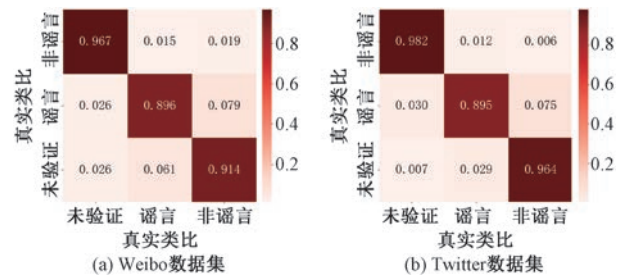 非谣言
谣言
未验证
真实类比
0.967 0.015 0.019
0.026 0.896 0.079
0.026 0.061 0.914
0.8
0.6
0.4
0.2
未验证 谣言 非谣言
真实类比
(a) Weibo数据集
非谣言
谣言
未验证
真实类比
0.982 0.012 0.006
0.030 0.895 0.075
0.007 0.029 0.964
0.8
0.6
0.4
0.2
未验证 谣言 非谣言
真实类比
(b) Twitter数据集